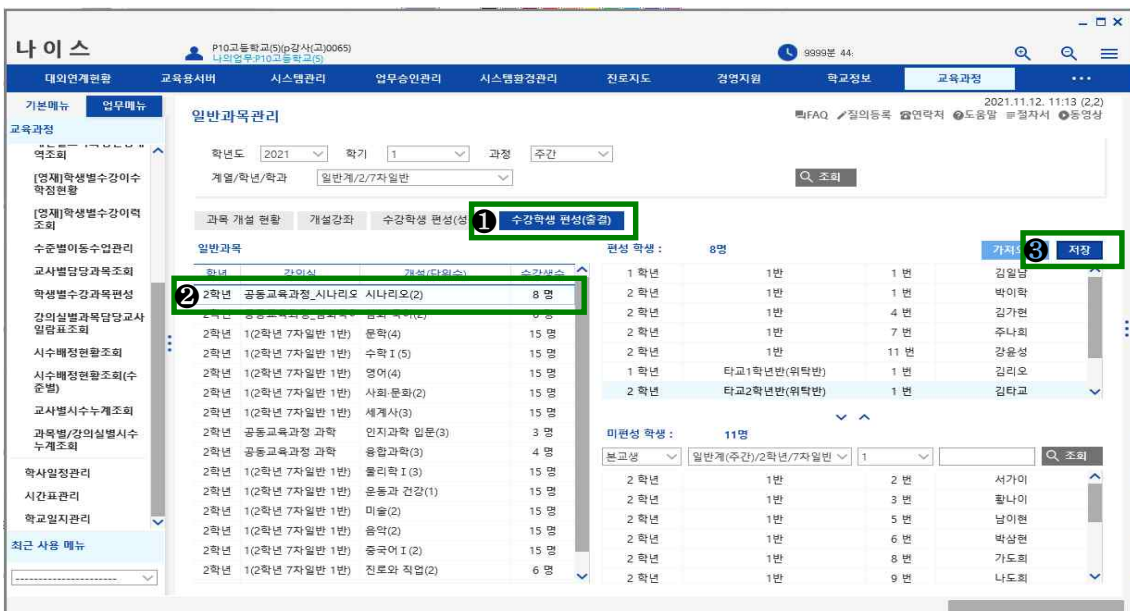 나이스
P10고등학교(5)(p강사(고)0065)
나의업무:P10고등학교(5)
9999분 44:
대외연계현황 교육용서버 시스템관리 업무승인관리 시스템환경관리 진로지도 경영지원 학교정보 교육과정 ...
기본메뉴 업무메뉴
교육과정
역조회
[영재]학생별수강이수
학점현황
[영재]학생별수강이력
조회
수준별이동수업관리
교사별담당과목조회
학생별수강과목편성
강의실별과목담당교사
일람표조회
시수배정현황조회
시수배정현황조회(수
준별)
교사별시수누계조회
과목별/강의실별시수
누계조회
학사일정관리
시간표관리
학교일지관리
최근 사용 메뉴
----------------------
일반과목관리
2021.11.12. 11:13 (2,2)
FAQ 질의등록 연락처 도움말 절차서 동영상
학년도 2021 학기 1 과정 주간
계열/학년/학과 일반계/2/7차일반 조회
과목 개설 현황 개설강좌 수강학생 편성(성 ❶ 수강학생 편성(출결)
일반과목
학년 강의실 개설(단위수) 수강생수
❷ 2학년 공동교육과정_시나리오 시나리오(2) 8 명
2학년 1(2학년 7차일반 1반) 문학(4) 15 명
2학년 1(2학년 7차일반 1반) 수학Ⅰ(5) 15 명
2학년 1(2학년 7차일반 1반) 영어(4) 15 명
2학년 1(2학년 7차일반 1반) 사회·문화(2) 15 명
2학년 1(2학년 7차일반 1반) 세계사(3) 15 명
2학년 공동교육과정 과학 인지과학 입문(3) 3 명
2학년 공동교육과정 과학 융합과학(3) 4 명
2학년 1(2학년 7차일반 1반) 물리학Ⅰ(3) 15 명
2학년 1(2학년 7차일반 1반) 운동과 건강(1) 15 명
2학년 1(2학년 7차일반 1반) 미술(2) 15 명
2학년 1(2학년 7차일반 1반) 음악(2) 15 명
2학년 1(2학년 7차일반 1반) 중국어Ⅰ(2) 15 명
2학년 1(2학년 7차일반 1반) 진로와 직업(2) 6 명
편성 학생 : 8명
❸ 저장
1 학년 1반 1 번 김일남
2 학년 1반 1 번 박이학
2 학년 1반 4 번 김가현
2 학년 1반 7 번 주나희
2 학년 1반 11 번 강윤성
1 학년 타교1학년반(위탁반) 1 번 김리오
2 학년 타교2학년반(위탁반) 1 번 김타교
미편성 학생 : 11명
본교생 일반계(주간)/2학년/7차일반 1 조회
2 학년 1반 2 번 서가이
2 학년 1반 3 번 황나이
2 학년 1반 5 번 남이현
2 학년 1반 6 번 박삼현
2 학년 1반 8 번 가도희
2 학년 1반 9 번 나도희